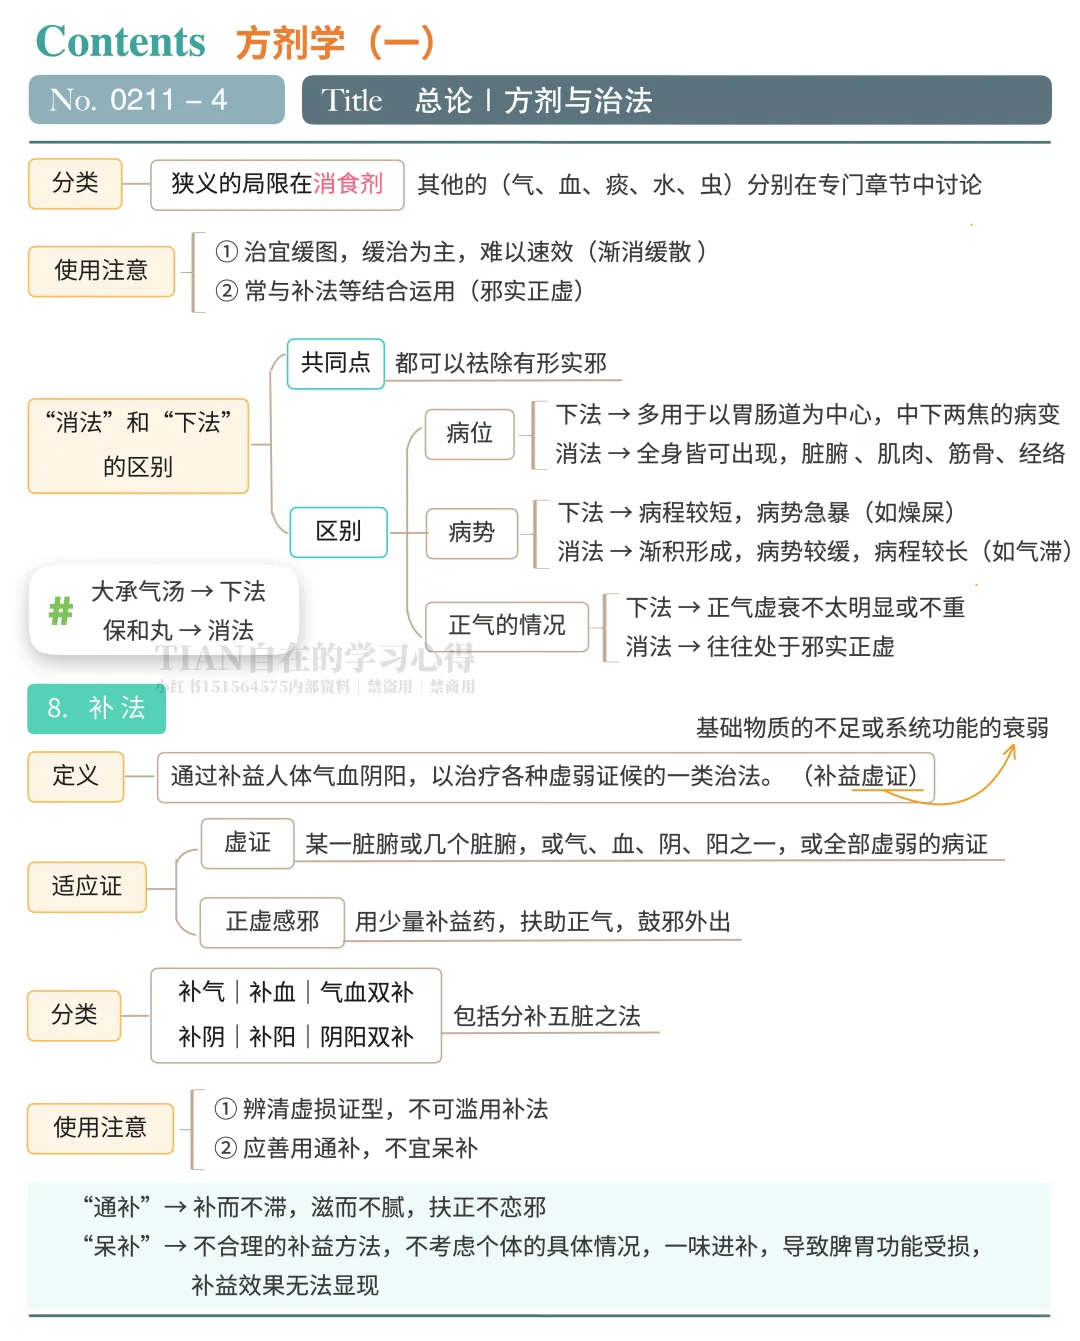 Contents 方剂学（一）
No. 0211 – 4
Title 总论｜方剂与治法
分类
狭义的局限在消食剂
其他的（气、血、痰、水、虫）分别在专门章节中讨论
使用注意
① 治宜缓图，缓治为主，难以速效（渐消缓散 ）
② 常与补法等结合运用（邪实正虚）
“消法”和“下法”
的区别
共同点
都可以祛除有形实邪
区别
病位
下法 → 多用于以胃肠道为中心，中下两焦的病变
消法 → 全身皆可出现，脏腑 、肌肉、筋骨、经络
病势
下法 → 病程较短，病势急暴（如燥屎）
消法 → 渐积形成，病势较缓，病程较长（如气滞）
正气的情况
下法 → 正气虚衰不太明显或不重
消法 → 往往处于邪实正虚
# 大承气汤 → 下法
保和丸 → 消法
TIAN自在的学习心得
小红书151564575内部资料｜禁盗用｜禁商用
8. 补法
基础物质的不足或系统功能的衰弱
定义
通过补益人体气血阴阳，以治疗各种虚弱证候的一类治法。（补益虚证）
适应证
虚证
某一脏腑或几个脏腑，或气、血、阴、阳之一，或全部虚弱的病证
正虚感邪
用少量补益药，扶助正气，鼓邪外出
分类
补气｜补血｜气血双补
补阴｜补阳｜阴阳双补
包括分补五脏之法
使用注意
① 辨清虚损证型，不可滥用补法
② 应善用通补，不宜呆补
“通补”→ 补而不滞，滋而不腻，扶正不恋邪
“呆补”→ 不合理的补益方法，不考虑个体的具体情况，一味进补，导致脾胃功能受损，
补益效果无法显现